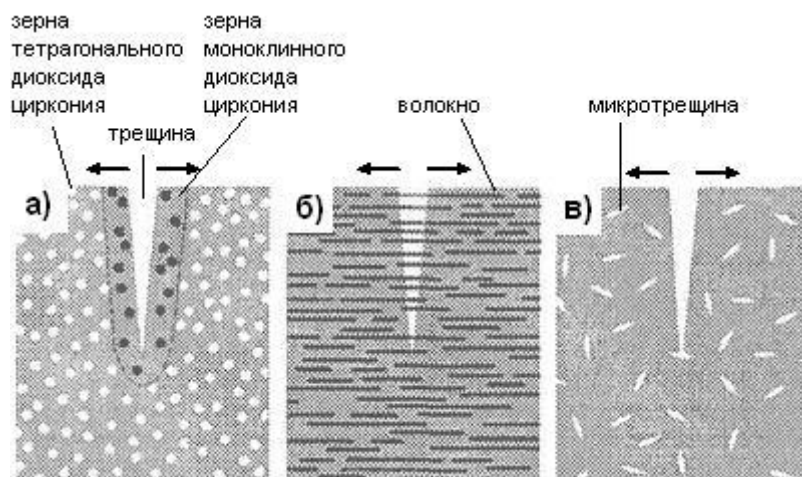 зерна
тетрагонального
диоксида
циркония
зерна
моноклинного
диоксида
циркония
трещина
волокно
микротрещина
а)
б)
в)